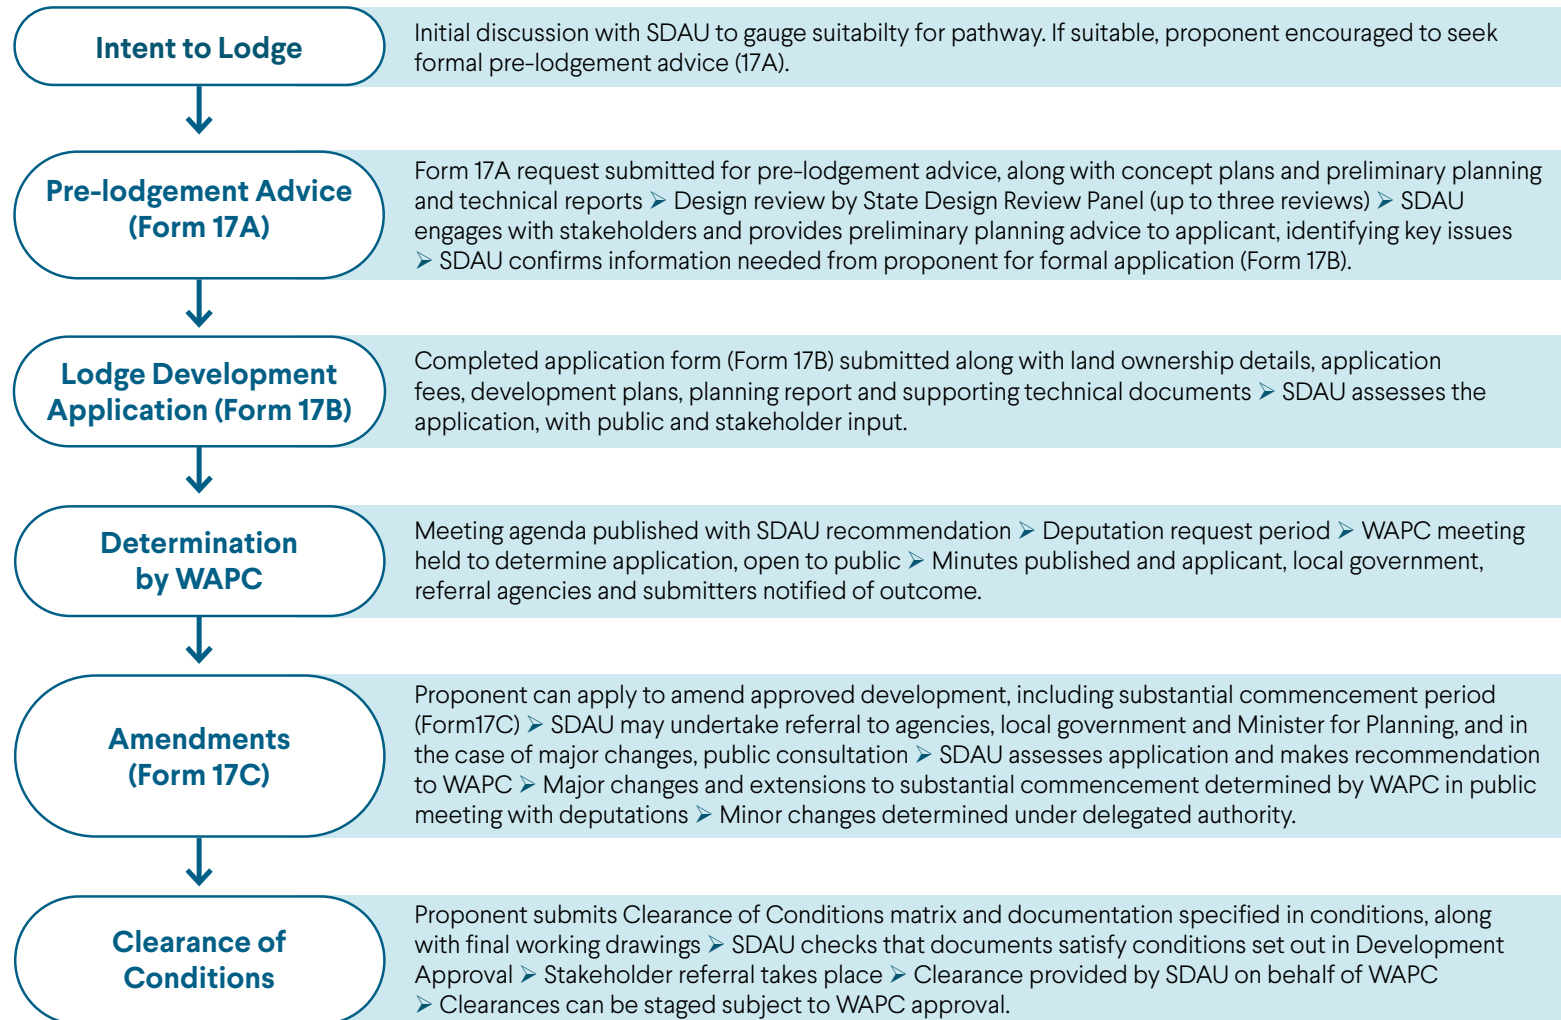 Intent to Lodge
Initial discussion with SDAU to gauge suitabilty for pathway. If suitable, proponent encouraged to seek
formal pre-lodgement advice (17A).
Pre-lodgement Advice
(Form 17A)
Form 17A request submitted for pre-lodgement advice, along with concept plans and preliminary planning
and technical reports ➢ Design review by State Design Review Panel (up to three reviews) ➢ SDAU
engages with stakeholders and provides preliminary planning advice to applicant, identifying key issues
➢ SDAU confirms information needed from proponent for formal application (Form 17B).
Lodge Development
Application (Form 17B)
Completed application form (Form 17B) submitted along with land ownership details, application
fees, development plans, planning report and supporting technical documents ➢ SDAU assesses the
application, with public and stakeholder input.
Determination
by WAPC
Meeting agenda published with SDAU recommendation ➢ Deputation request period ➢ WAPC meeting
held to determine application, open to public ➢ Minutes published and applicant, local government,
referral agencies and submitters notified of outcome.
Amendments
(Form 17C)
Proponent can apply to amend approved development, including substantial commencement period
(Form17C) ➢ SDAU may undertake referral to agencies, local government and Minister for Planning, and in
the case of major changes, public consultation ➢ SDAU assesses application and makes recommendation
to WAPC ➢ Major changes and extensions to substantial commencement determined by WAPC in public
meeting with deputations ➢ Minor changes determined under delegated authority.
Clearance of
Conditions
Proponent submits Clearance of Conditions matrix and documentation specified in conditions, along
with final working drawings ➢ SDAU checks that documents satisfy conditions set out in Development
Approval ➢ Stakeholder referral takes place ➢ Clearance provided by SDAU on behalf of WAPC
➢ Clearances can be staged subject to WAPC approval.